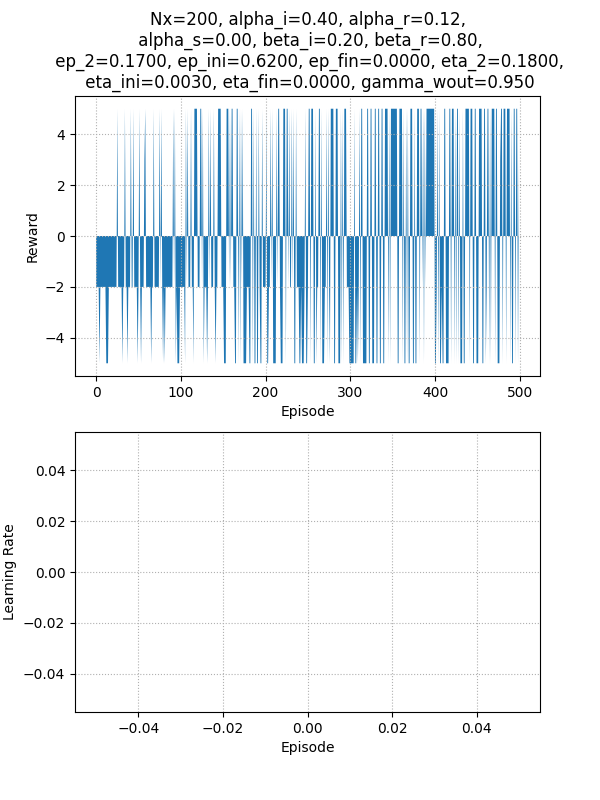 Nx=200, alpha_i=0.40, alpha_r=0.12,
alpha_s=0.00, beta_i=0.20, beta_r=0.80,
ep_2=0.1700, ep_ini=0.6200, ep_fin=0.0000, eta_2=0.1800,
eta_ini=0.0030, eta_fin=0.0000, gamma_wout=0.950
4
2
0
−2
−4
Reward
0 100 200 300 400 500
Episode
0.04
0.02
0.00
−0.02
−0.04
Learning Rate
−0.04 −0.02 0.00 0.02 0.04
Episode